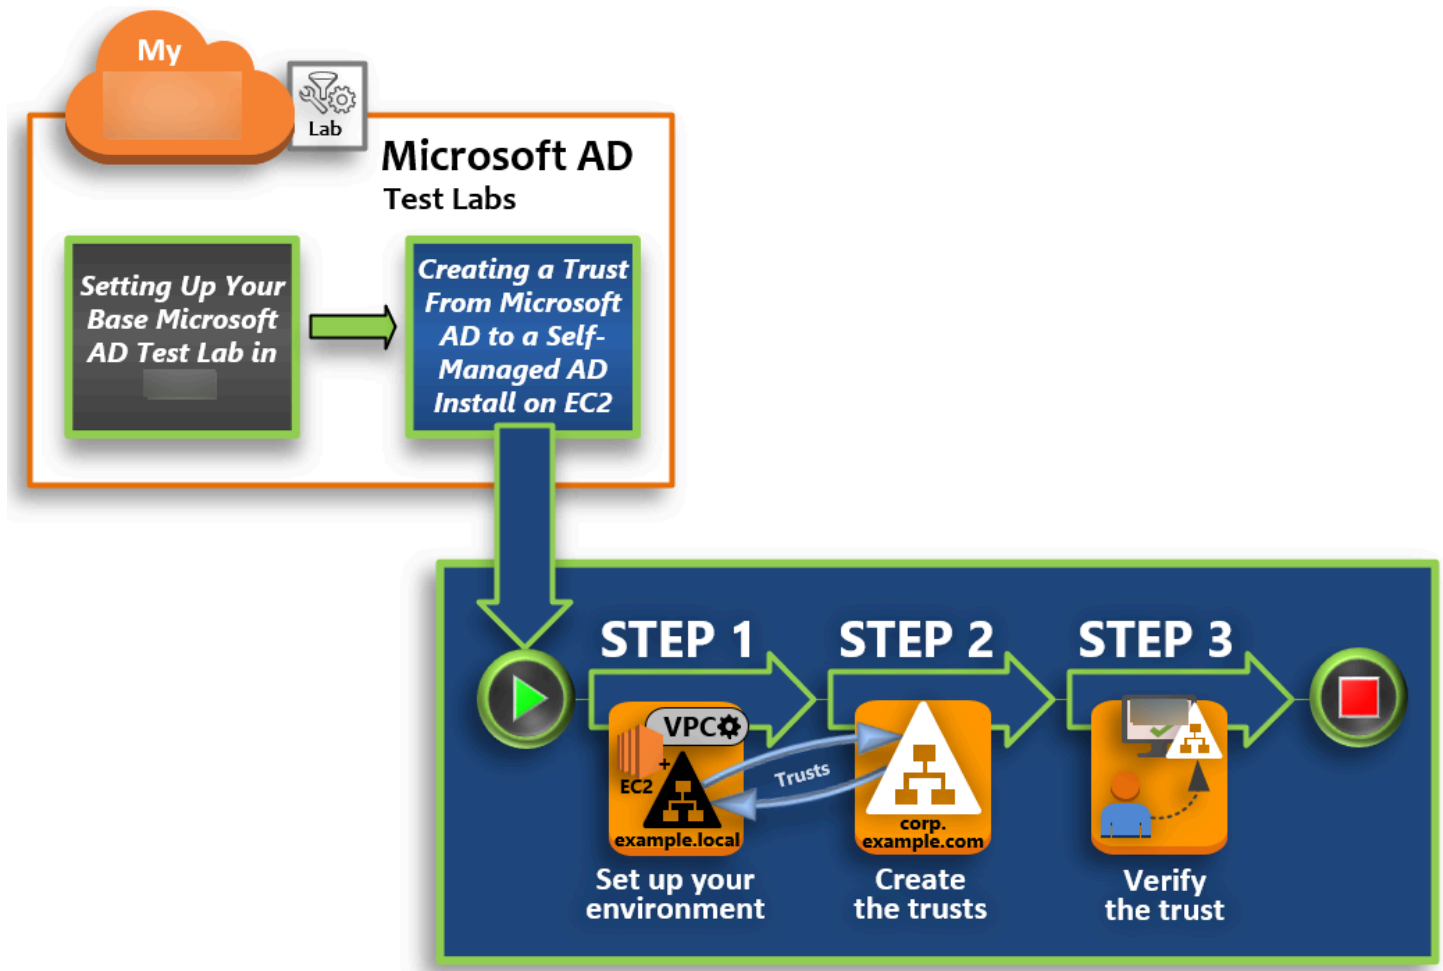 My
Lab
Microsoft AD
Test Labs
Setting Up Your
Base Microsoft
AD Test Lab in
Creating a Trust
From Microsoft
AD to a Self-
Managed AD
Install on EC2
STEP 1
STEP 2
STEP 3
VPC
EC2
+
example.local
Trusts
corp.
example.com
Set up your
environment
Create
the trusts
Verify
the trust